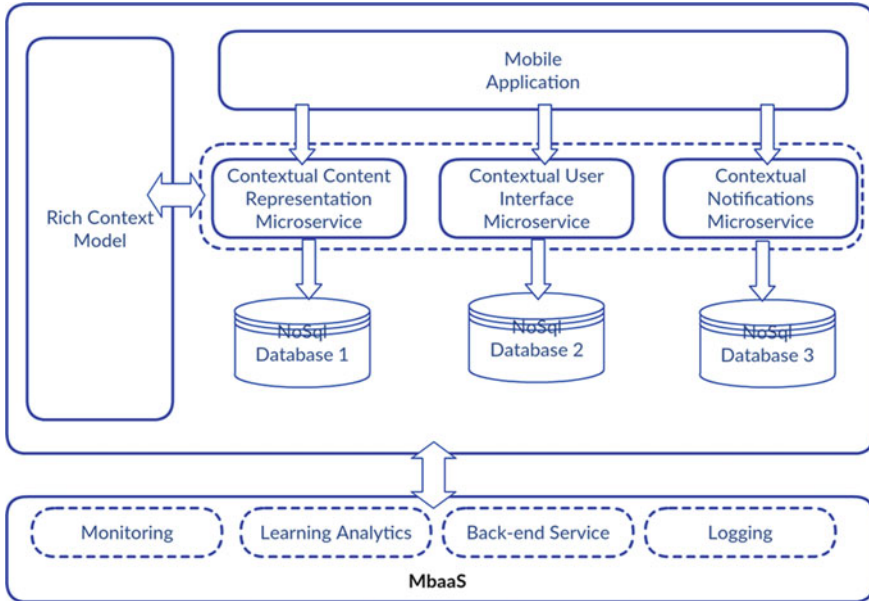 Mobile
Application
Rich Context
Model
Contextual Content
Representation
Microservice
Contextual User
Interface
Microservice
Contextual
Notifications
Microservice
NoSql
Database 1
NoSql
Database 2
NoSql
Database 3
Monitoring
Learning Analytics
Back-end Service
Logging
MbaaS